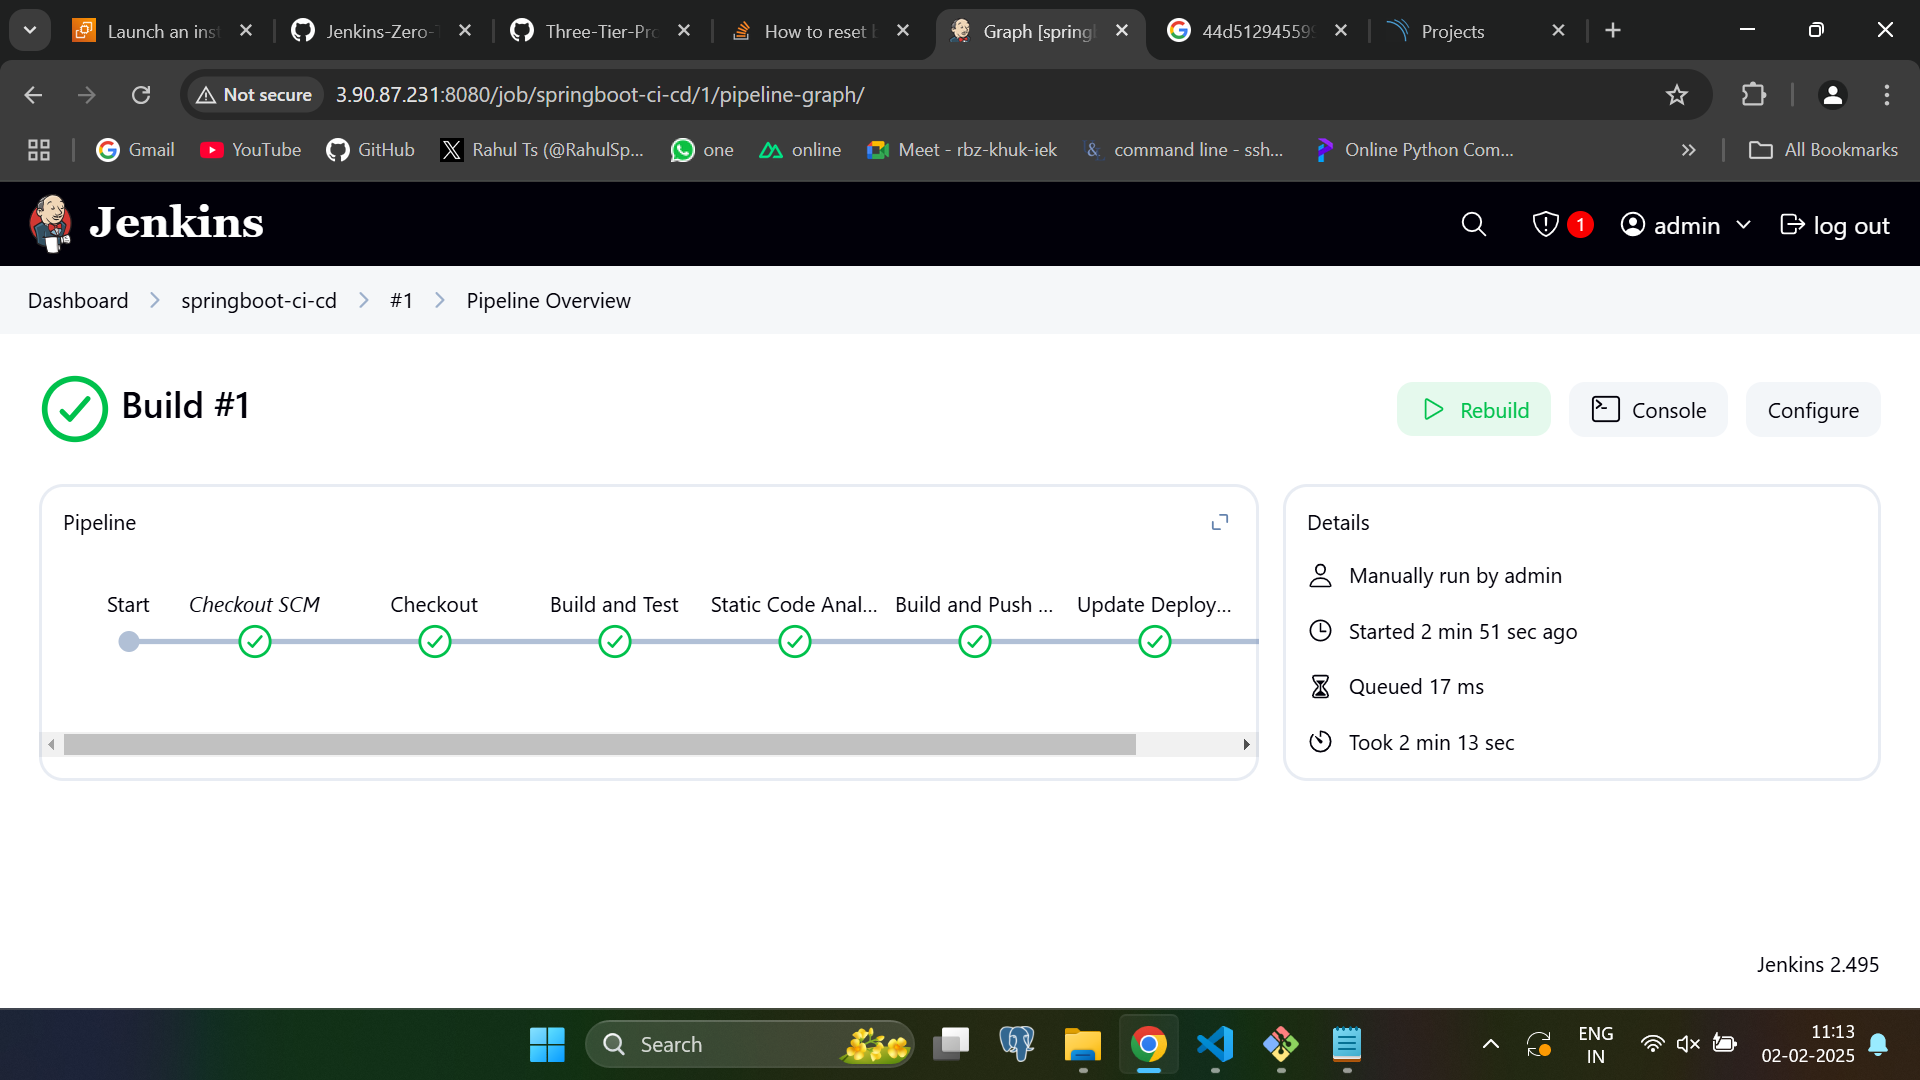 Launch an inst
Jenkins-Zero-T
Three-Tier-Pro
How to reset b
Graph [springl
44d512945599
Projects
Not secure
3.90.87.231:8080/job/springboot-ci-cd/1/pipeline-graph/
Gmail
YouTube
GitHub
Rahul Ts (@RahulSp...
one
online
Meet - rbz-khuk-iek
command line - ssh...
Online Python Com...
All Bookmarks
Jenkins
1
admin
log out
Dashboard
springboot-ci-cd
#1
Pipeline Overview
Build #1
Rebuild
Console
Configure
Pipeline
Start
Checkout SCM
Checkout
Build and Test
Static Code Anal...
Build and Push ...
Update Deploy...
Details
Manually run by admin
Started 2 min 51 sec ago
Queued 17 ms
Took 2 min 13 sec
Jenkins 2.495
Search
ENG
IN
11:13
02-02-2025